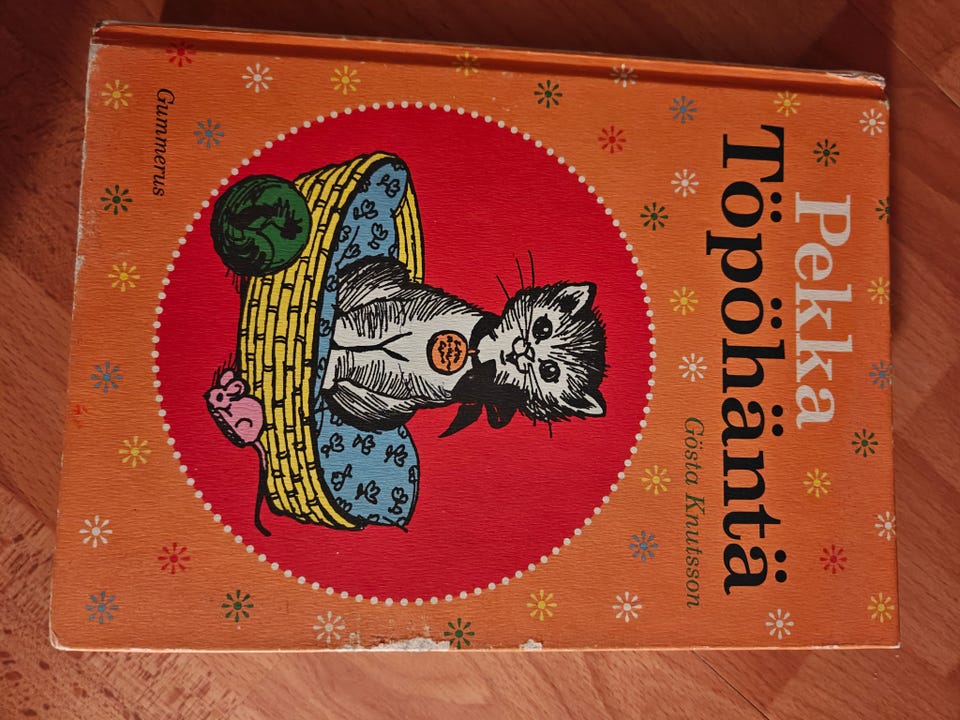 Pekka
Töpöhäntä
Gösta Knutsson
Gummerus